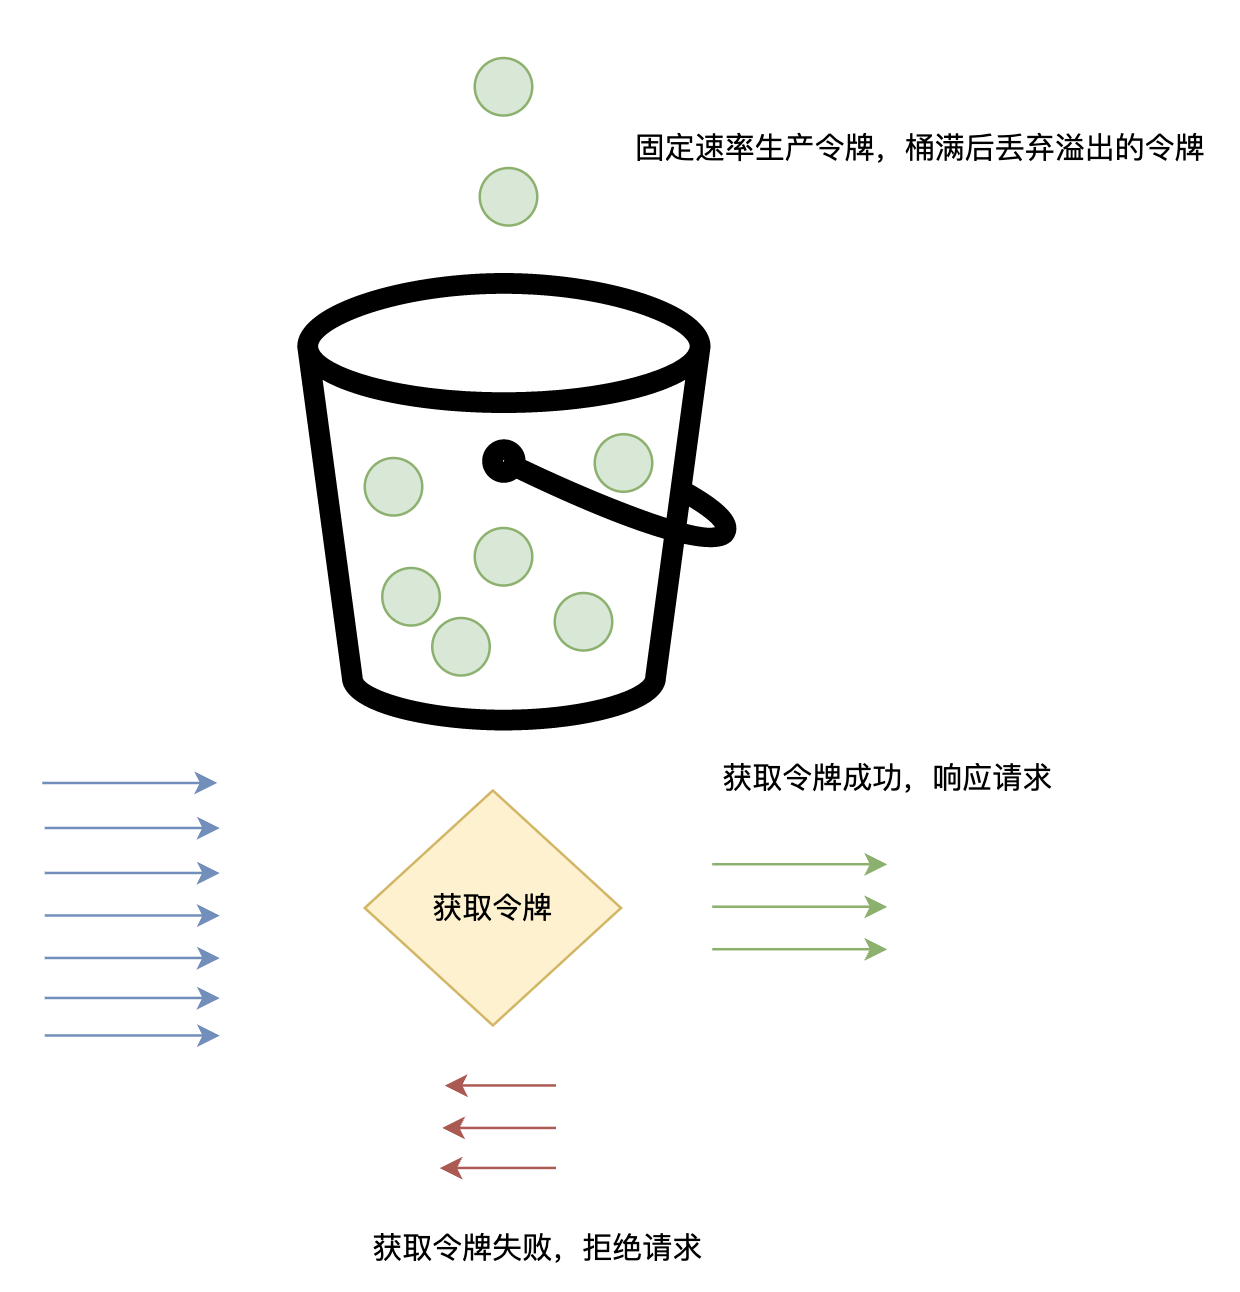 固定速率生产令牌，桶满后丢弃溢出的令牌
获取令牌成功，响应请求
获取令牌
获取令牌失败，拒绝请求